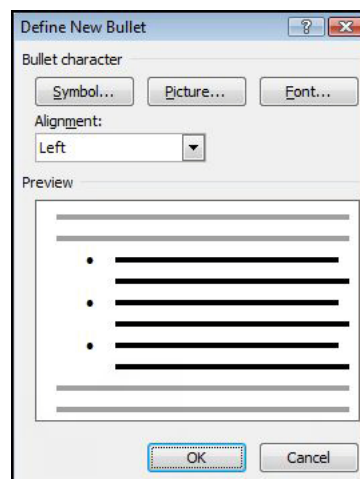 Define New Bullet
Bullet character
Symbol... Picture... Font...
Alignment:
Left
Preview
OK Cancel